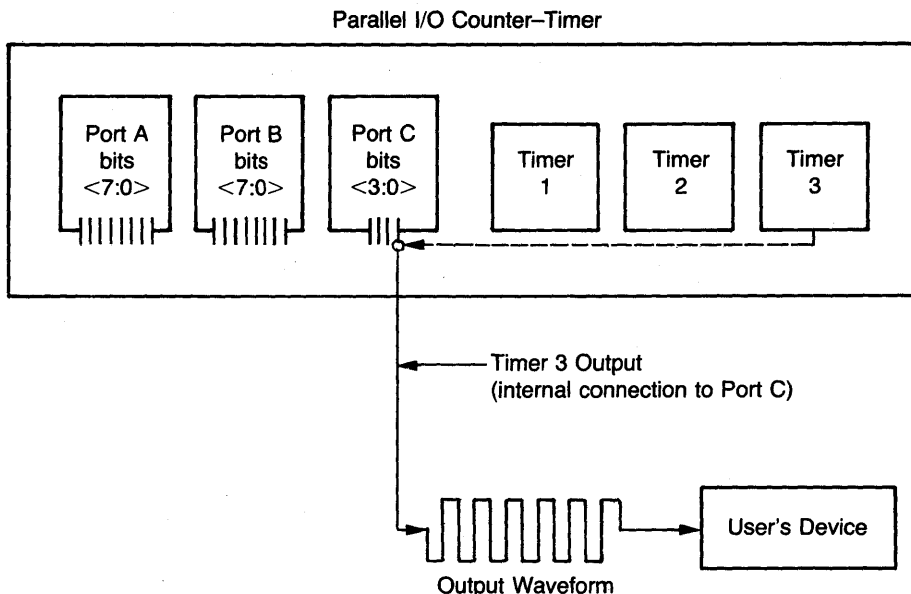 Parallel I/O Counter–Timer
Port A
bits
<7:0>
Port B
bits
<7:0>
Port C
bits
<3:0>
Timer
1
Timer
2
Timer
3
Timer 3 Output
(internal connection to Port C)
User's Device
Output Waveform